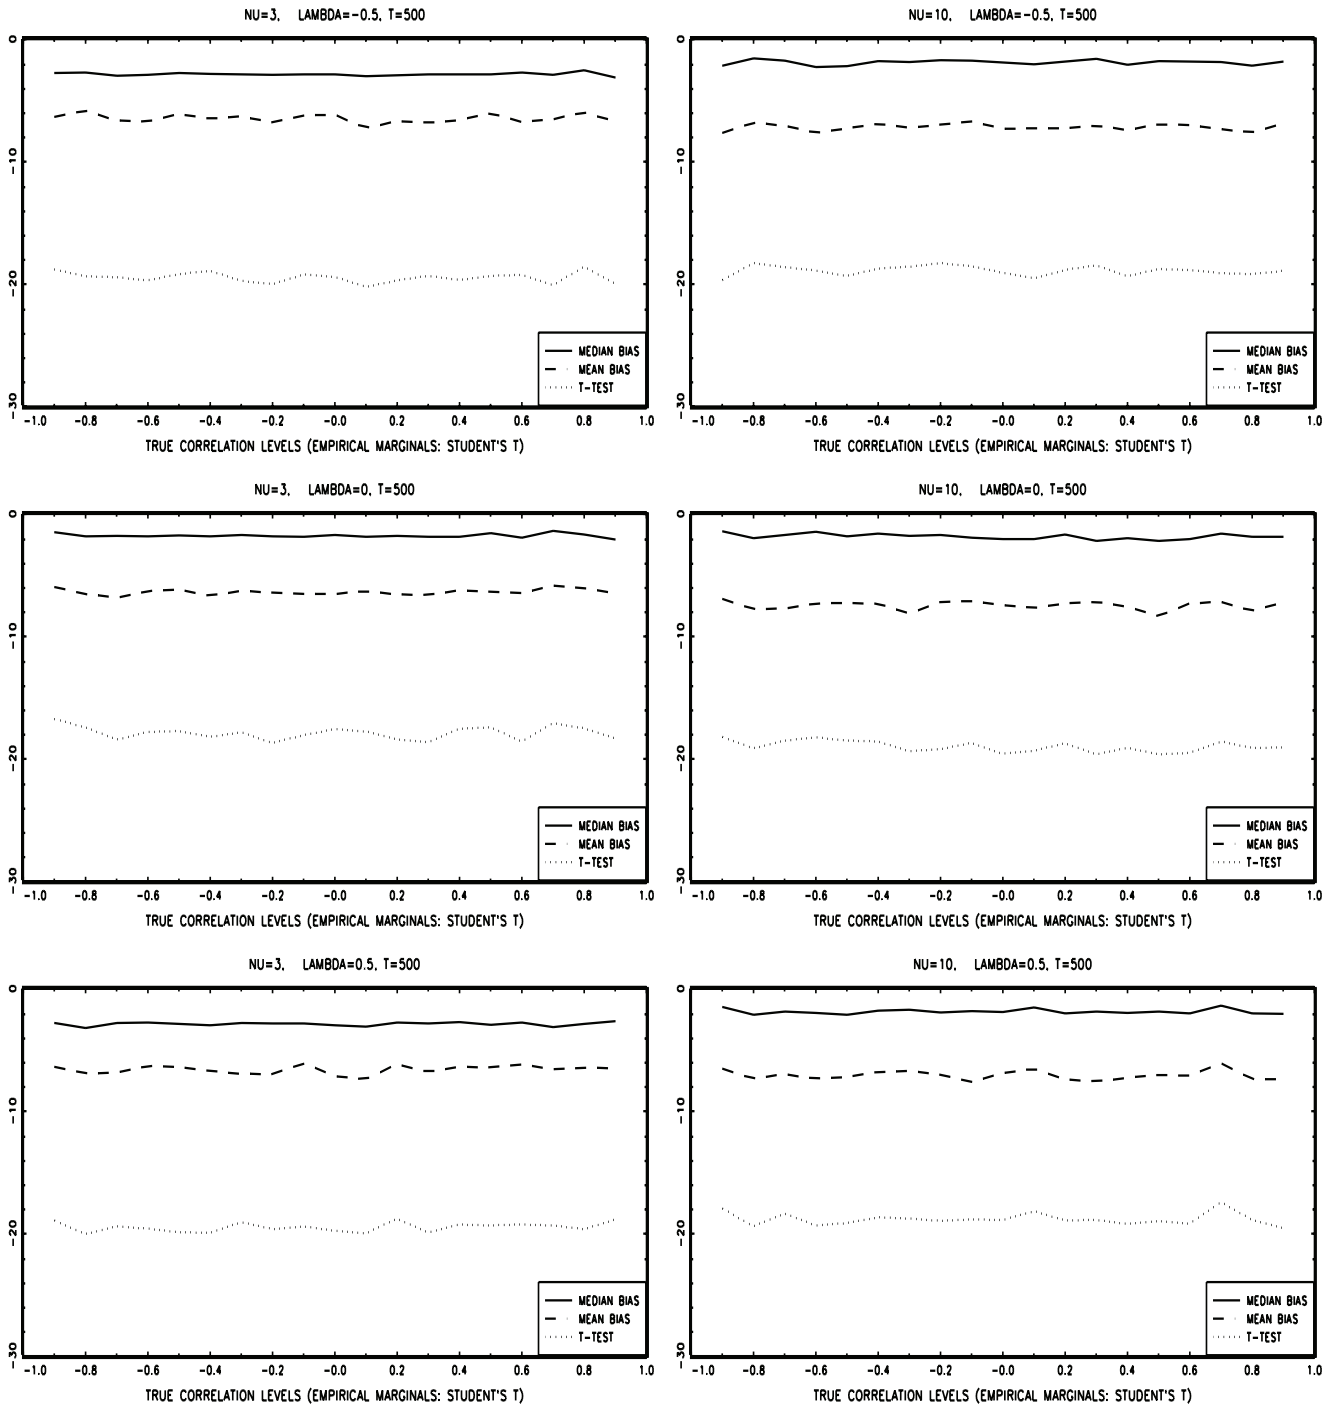 NU=3, LAMBDA=-0.5, T=500
0
-10
-20
-30
MEDIAN BIAS
MEAN BIAS
T-TEST
-1.0 -0.8 -0.6 -0.4 -0.2 -0.0 0.2 0.4 0.6 0.8 1.0
TRUE CORRELATION LEVELS (EMPIRICAL MARGINALS: STUDENT'S T)
NU=10, LAMBDA=-0.5, T=500
0
-10
-20
-30
MEDIAN BIAS
MEAN BIAS
T-TEST
-1.0 -0.8 -0.6 -0.4 -0.2 -0.0 0.2 0.4 0.6 0.8 1.0
TRUE CORRELATION LEVELS (EMPIRICAL MARGINALS: STUDENT'S T)
NU=3, LAMBDA=0, T=500
0
-10
-20
-30
MEDIAN BIAS
MEAN BIAS
T-TEST
-1.0 -0.8 -0.6 -0.4 -0.2 -0.0 0.2 0.4 0.6 0.8 1.0
TRUE CORRELATION LEVELS (EMPIRICAL MARGINALS: STUDENT'S T)
NU=10, LAMBDA=0, T=500
0
-10
-20
-30
MEDIAN BIAS
MEAN BIAS
T-TEST
-1.0 -0.8 -0.6 -0.4 -0.2 -0.0 0.2 0.4 0.6 0.8 1.0
TRUE CORRELATION LEVELS (EMPIRICAL MARGINALS: STUDENT'S T)
NU=3, LAMBDA=0.5, T=500
0
-10
-20
-30
MEDIAN BIAS
MEAN BIAS
T-TEST
-1.0 -0.8 -0.6 -0.4 -0.2 -0.0 0.2 0.4 0.6 0.8 1.0
TRUE CORRELATION LEVELS (EMPIRICAL MARGINALS: STUDENT'S T)
NU=10, LAMBDA=0.5, T=500
0
-10
-20
-30
MEDIAN BIAS
MEAN BIAS
T-TEST
-1.0 -0.8 -0.6 -0.4 -0.2 -0.0 0.2 0.4 0.6 0.8 1.0
TRUE CORRELATION LEVELS (EMPIRICAL MARGINALS: STUDENT'S T)